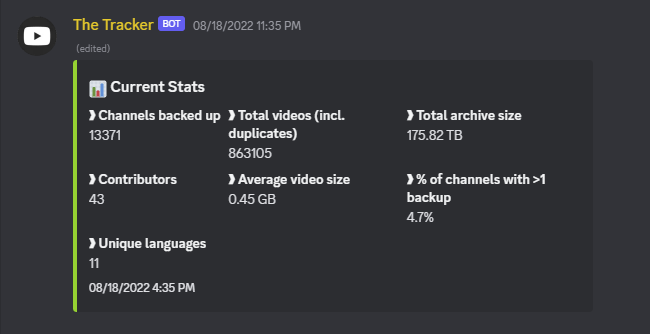 The Tracker BOT 08/18/2022 11:35 PM
(edited)
📊 Current Stats
❱ Channels backed up ❱ Total videos (incl. duplicates) ❱ Total archive size
13371 863105 175.82 TB
❱ Contributors ❱ Average video size ❱ % of channels with >1 backup
43 0.45 GB 4.7%
❱ Unique languages
11
08/18/2022 4:35 PM